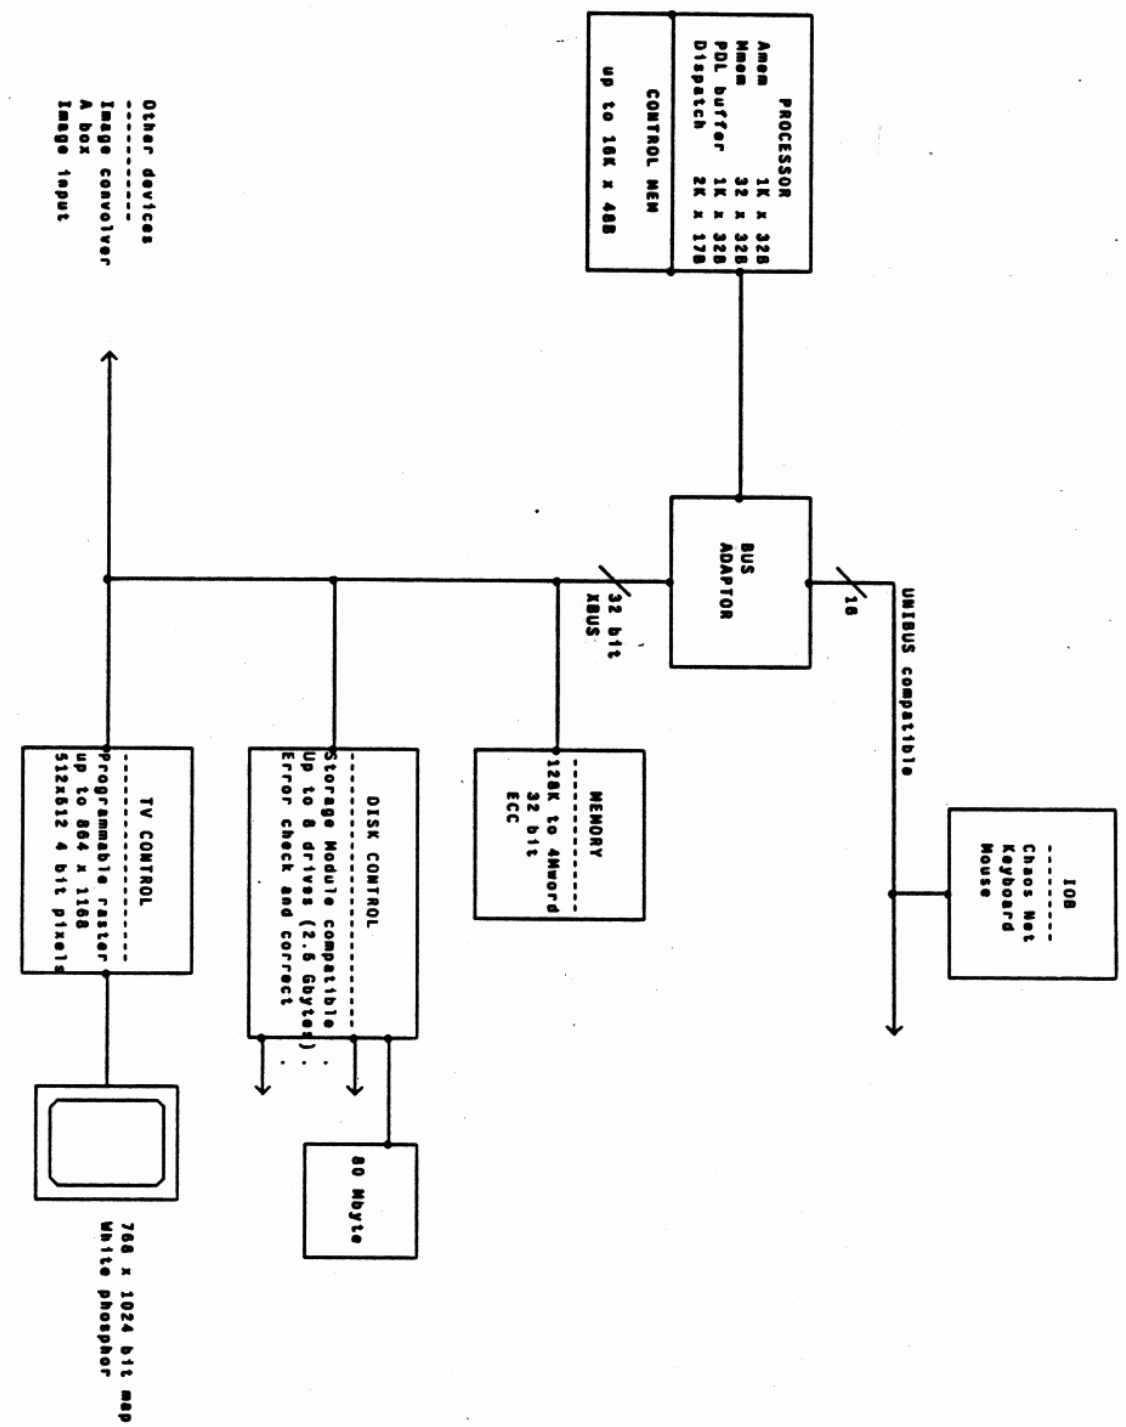 PROCESSOR
Amem 1K x 32B
Mmem 32 x 32B
PDL buffer 1K x 32B
Dispatch 2K x 17B
CONTROL MEM
up to 16K x 48B
BUS
ADAPTOR
16
UNIBUS compatible
IOB
---------
Chaos Net
Keyboard
Mouse
32 bit
XBUS
MEMORY
--------------
128K to 4Mword
32 bit
ECC
DISK CONTROL
-------------------------
Storage Module compatible
Up to 8 drives (2.5 Gbytes)
Error check and correct
. . .
80 Mbyte
TV CONTROL
-------------------
Programmable raster
up to 864 x 1168
512x512 4 bit pixels
768 x 1024 bit map
White phosphor
Other devices
-----------
Image convolver
A box
Image input